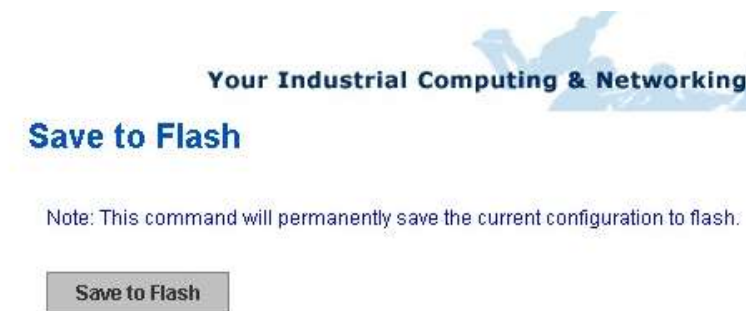 Your Industrial Computing & Networking
Save to Flash
Note: This command will permanently save the current configuration to flash.
Save to Flash